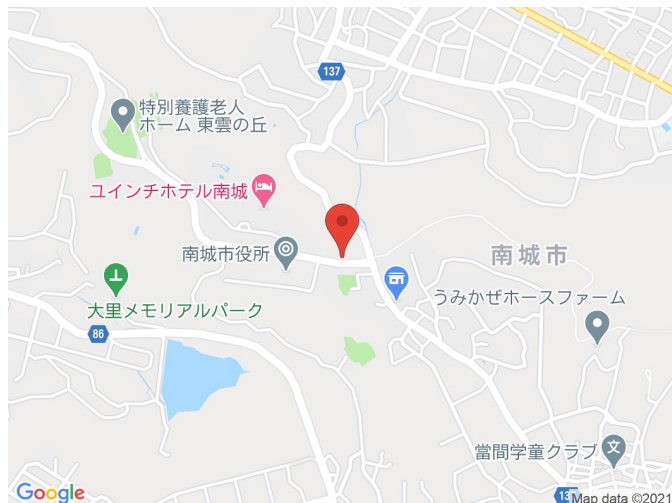 137
特別養護老人
ホーム 東雲の丘
ユインチホテル南城
南城市役所
南城市
うみかぜホースファーム
大里メモリアルパーク
86
當間学童クラブ
文
Google
Map data ©2021